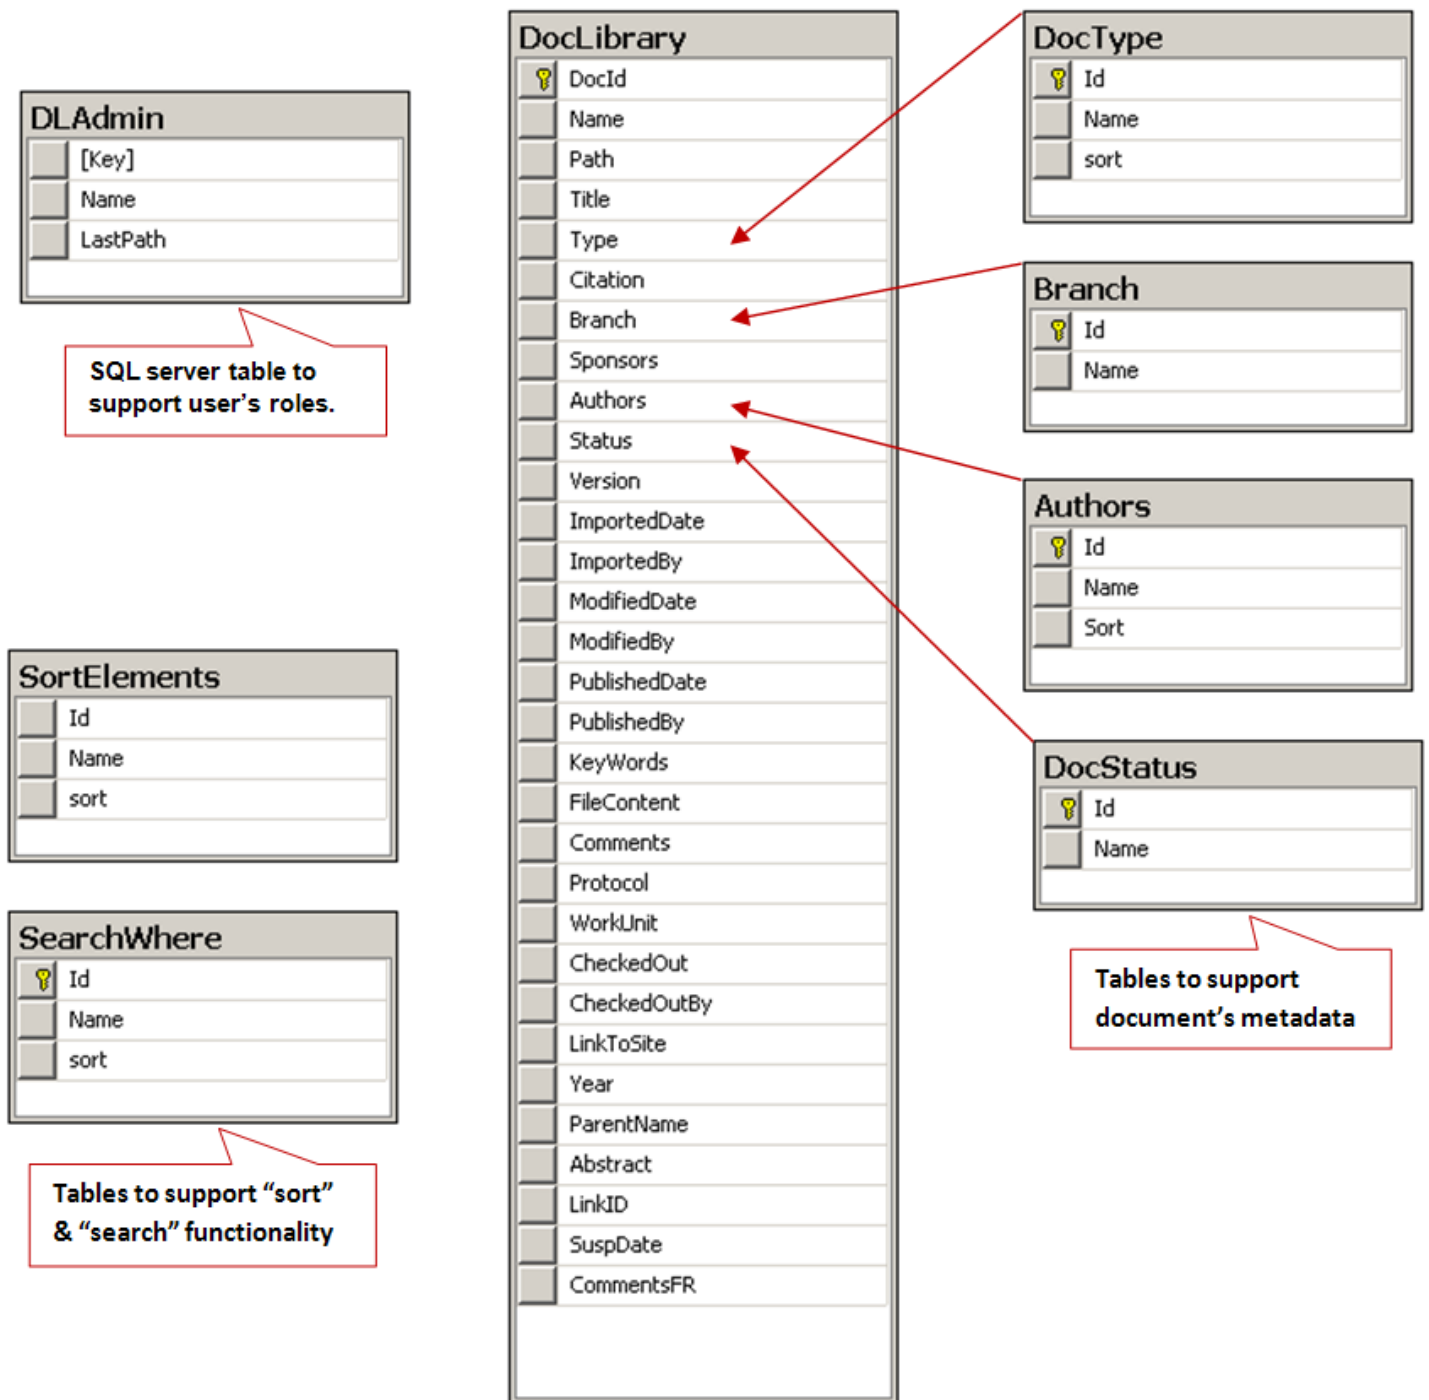 DLAdmin
[Key]
Name
LastPath
SQL server table to
support user's roles.
SortElements
Id
Name
sort
SearchWhere
Id
Name
sort
Tables to support “sort”
& “search” functionality
DocLibrary
DocId
Name
Path
Title
Type
Citation
Branch
Sponsors
Authors
Status
Version
ImportedDate
ImportedBy
ModifiedDate
ModifiedBy
PublishedDate
PublishedBy
KeyWords
FileContent
Comments
Protocol
WorkUnit
CheckedOut
CheckedOutBy
LinkToSite
Year
ParentName
Abstract
LinkID
SuspDate
CommentsFR
DocType
Id
Name
sort
Branch
Id
Name
Authors
Id
Name
Sort
DocStatus
Id
Name
Tables to support
document’s metadata